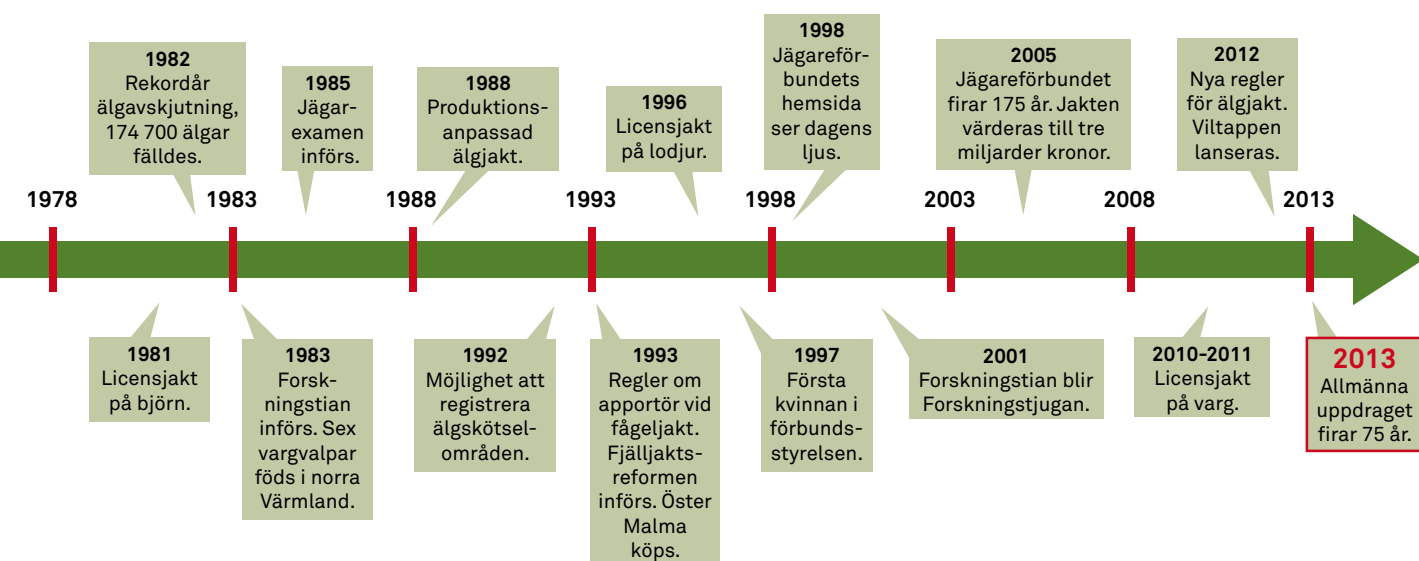 1982
Rekordår
älgavskjutning,
174 700 älgar
fälldes.
1985
Jägar-
examen
införs.
1988
Produktions-
anpassad
älgjakt.
1996
Licensjakt
på lodjur.
1998
Jägareför-
bundets
hemsida
ser dagens
ljus.
2005
Jägareförbundet
firar 175 år. Jakten
värderas till tre
miljarder kronor.
2012
Nya regler
för älgjakt.
Viltappen
lanseras.
1978
1983
1988
1993
1998
2003
2008
2013
1981
Licensjakt
på björn.
1983
Forsk-
ningstian
införs. Sex
vargvalpar
föds i norra
Värmland.
1992
Möjlighet att
registrera
älgskötsel-
områden.
1993
Regler om
apportör vid
fågeljakt.
Fjälljakts-
reformen
införs. Öster
Malma
köps.
1997
Första
kvinnan i
förbunds-
styrelsen.
2001
Forskningstian blir
Forskningstjugan.
2010-2011
Licensjakt
på varg.
2013
Allmänna
uppdraget
firar 75 år.